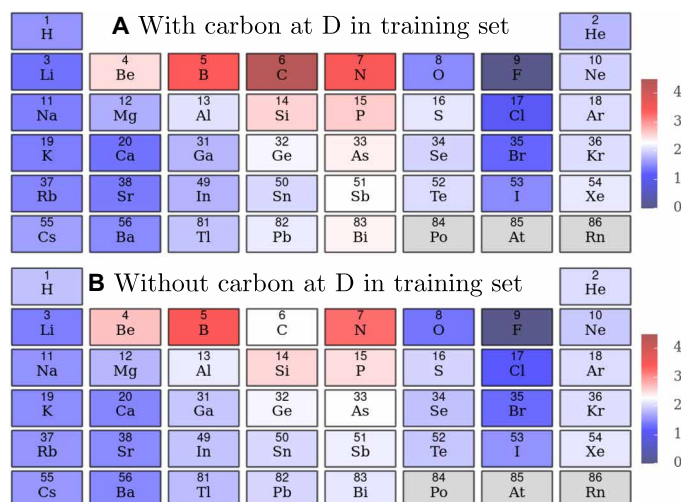 1 A With carbon at D in training set 2
H He
3 4 5 6 7 8 9 10
Li Be B C N O F Ne
11 12 13 14 15 16 17 18
Na Mg Al Si P S Cl Ar
19 20 31 32 33 34 35 36
K Ca Ga Ge As Se Br Kr
37 38 49 50 51 52 53 54
Rb Sr In Sn Sb Te I Xe
55 56 81 82 83 84 85 86
Cs Ba Tl Pb Bi Po At Rn
4
3
2
1
0
1 B Without carbon at D in training set 2
H He
3 4 5 6 7 8 9 10
Li Be B C N O F Ne
11 12 13 14 15 16 17 18
Na Mg Al Si P S Cl Ar
19 20 31 32 33 34 35 36
K Ca Ga Ge As Se Br Kr
37 38 49 50 51 52 53 54
Rb Sr In Sn Sb Te I Xe
55 56 81 82 83 84 85 86
Cs Ba Tl Pb Bi Po At Rn
4
3
2
1
0